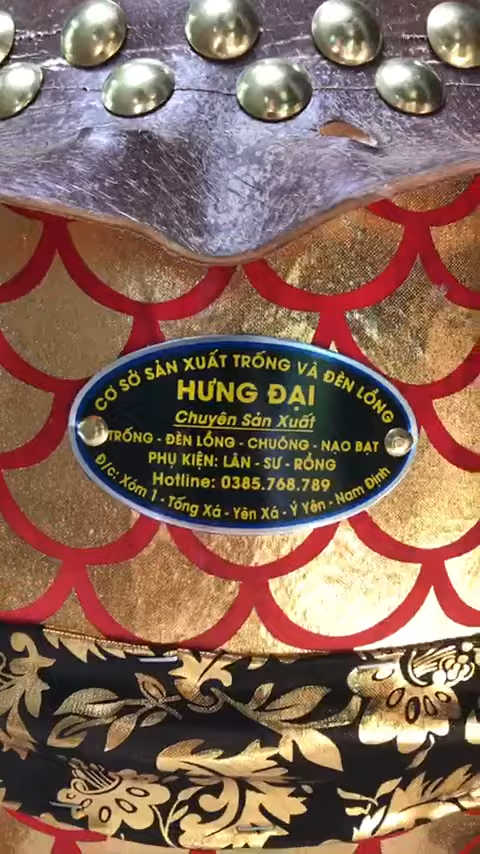 CƠ SỞ SẢN XUẤT TRỐNG VÀ ĐÈN LỒNG
HƯNG ĐẠI
Chuyên Sản Xuất
TRỐNG - ĐÈN LỒNG - CHUÔNG - NẠO BẠT
PHỤ KIỆN: LÂN - SƯ - RỒNG
Hotline: 0385.768.789
Đ/c: Xóm 1 - Tống Xá - Yên Xá - Ý Yên - Nam Định